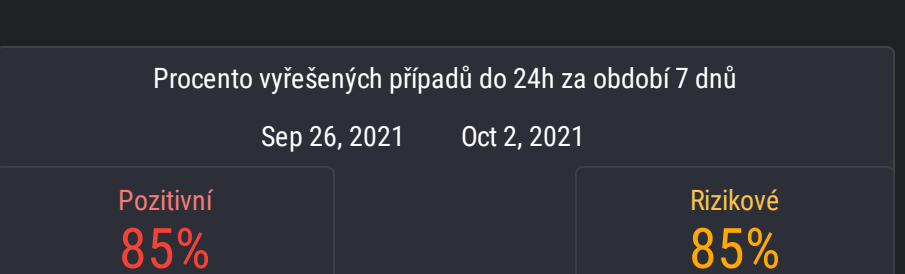 Procento vyřešených případů do 24h za období 7 dnů
Sep 26, 2021 Oct 2, 2021
Pozitivní Rizikové
85% 85%